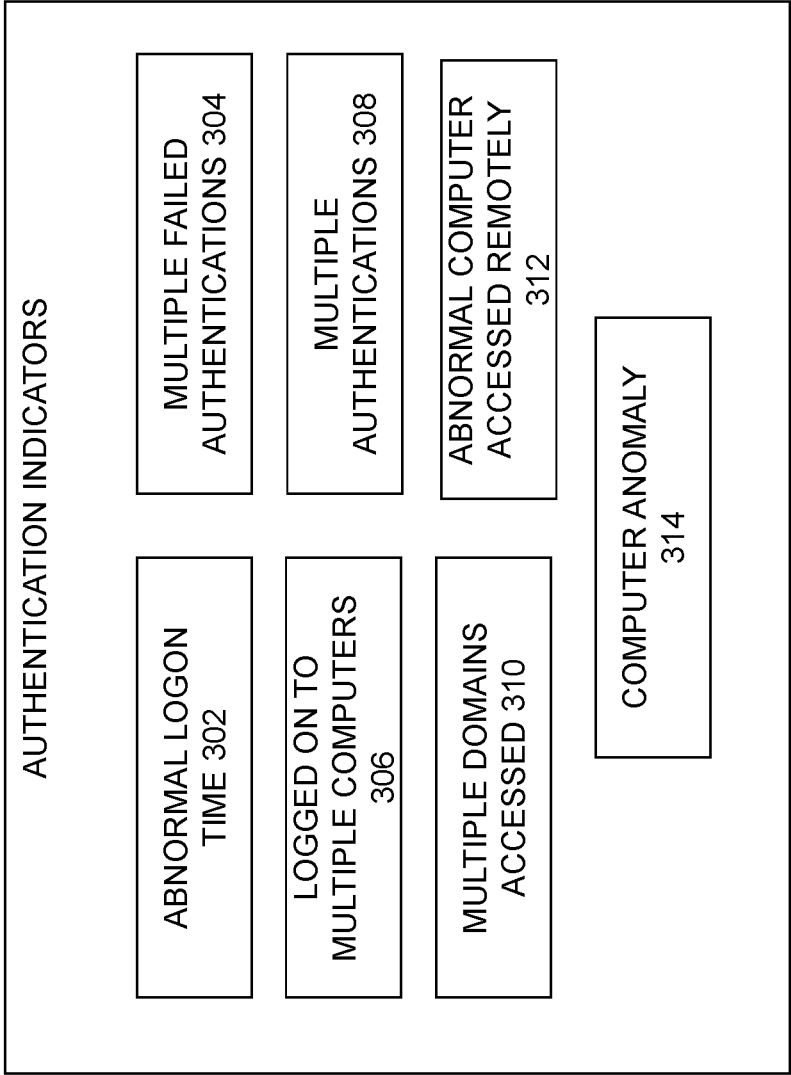 AUTHENTICATION INDICATORS
ABNORMAL LOGON
TIME 302
MULTIPLE FAILED
AUTHENTICATIONS 304
LOGGED ON TO
MULTIPLE COMPUTERS
306
MULTIPLE
AUTHENTICATIONS 308
MULTIPLE DOMAINS
ACCESSED 310
ABNORMAL COMPUTER
ACCESSED REMOTELY
312
COMPUTER ANOMALY
314